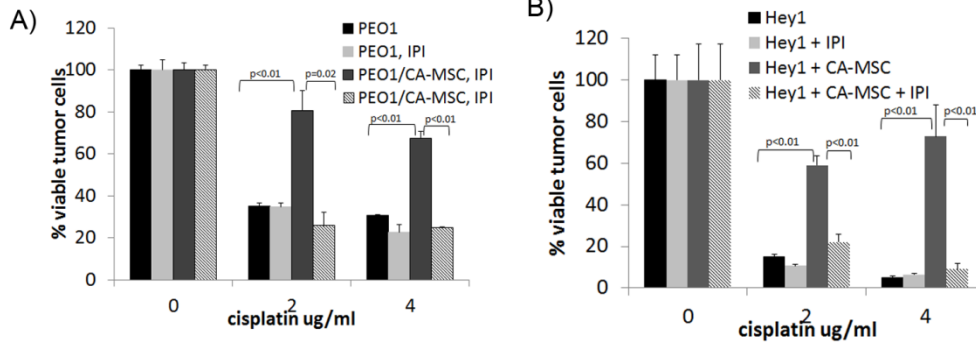 A)
% viable tumor cells
120
100
80
60
40
20
0
PEO1
PEO1, IPI
PEO1/CA-MSC, IPI
PEO1/CA-MSC, IPI
p<0.01
p=0.02
p<0.01
p<0.01
0
2
4
cisplatin ug/ml
B)
% viable tumor cells
120
100
80
60
40
20
0
Hey1
Hey1 + IPI
Hey1 + CA-MSC
Hey1 + CA-MSC + IPI
p<0.01
p<0.01
p<0.01
p<0.01
0
2
4
cisplatin ug/ml